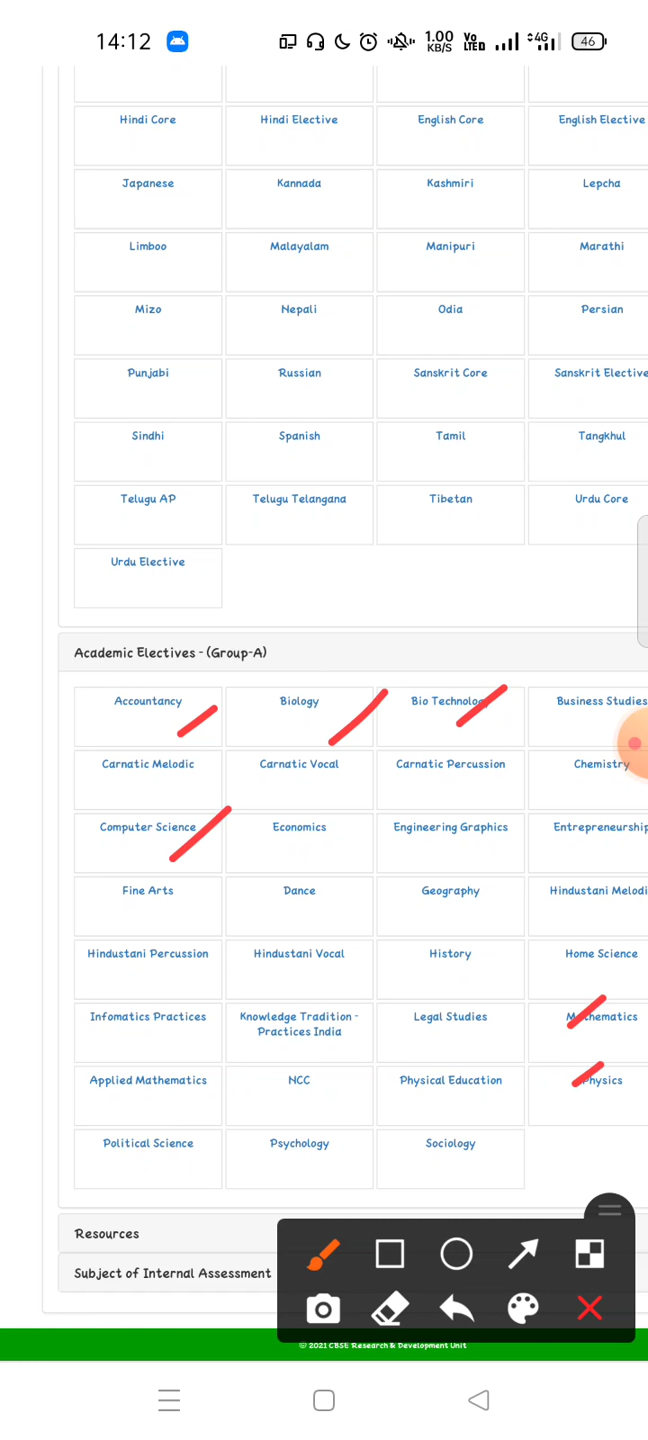 14:12
1.00 KB/S
Vo LTE
4G
46
Hindi Core Hindi Elective English Core English Elective
Japanese Kannada Kashmiri Lepcha
Limboo Malayalam Manipuri Marathi
Mizo Nepali Odia Persian
Punjabi Russian Sanskrit Core Sanskrit Elective
Sindhi Spanish Tamil Tangkhul
Telugu AP Telugu Telangana Tibetan Urdu Core
Urdu Elective
Academic Electives - (Group-A)
Accountancy Biology Bio Technology Business Studies
Carnatic Melodic Carnatic Vocal Carnatic Percussion Chemistry
Computer Science Economics Engineering Graphics Entrepreneurship
Fine Arts Dance Geography Hindustani Melodi
Hindustani Percussion Hindustani Vocal History Home Science
Infomatics Practices Knowledge Tradition - Legal Studies Mathematics
Practices India
Applied Mathematics NCC Physical Education Physics
Political Science Psychology Sociology
Resources
Subject of Internal Assessment
© 2021 CBSE Research & Development Unit